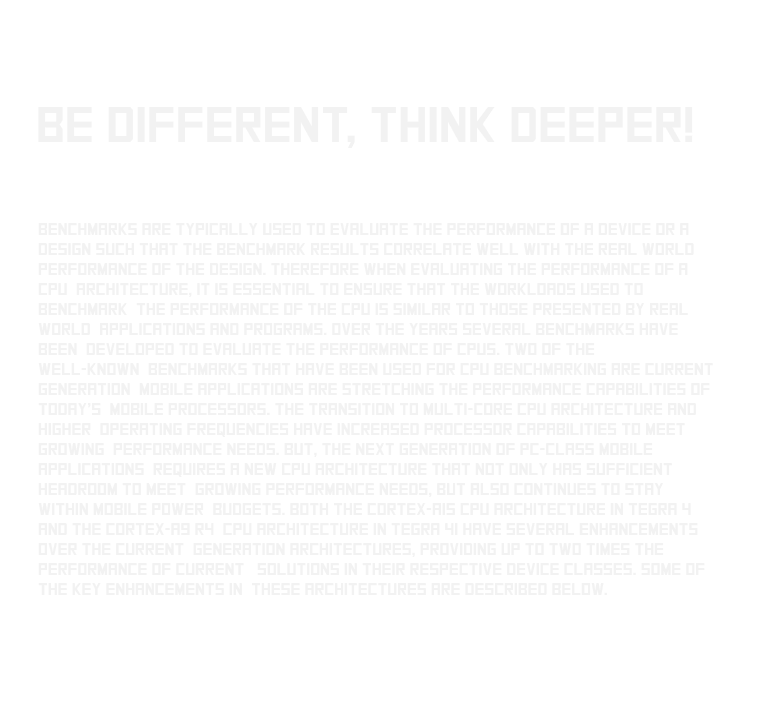 BE DIFFERENT, THINK DEEPER!
BENCHMARKS ARE TYPICALLY USED TO EVALUATE THE PERFORMANCE OF A DEVICE OR A
DESIGN SUCH THAT THE BENCHMARK RESULTS CORRELATE WELL WITH THE REAL WORLD
PERFORMANCE OF THE DESIGN. THEREFORE WHEN EVALUATING THE PERFORMANCE OF A
CPU ARCHITECTURE, IT IS ESSENTIAL TO ENSURE THAT THE WORKLOADS USED TO
BENCHMARK THE PERFORMANCE OF THE CPU IS SIMILAR TO THOSE PRESENTED BY REAL
WORLD APPLICATIONS AND PROGRAMS. OVER THE YEARS SEVERAL BENCHMARKS HAVE
BEEN DEVELOPED TO EVALUATE THE PERFORMANCE OF CPUS. TWO OF THE
WELL-KNOWN BENCHMARKS THAT HAVE BEEN USED FOR CPU BENCHMARKING ARE CURRENT
GENERATION MOBILE APPLICATIONS ARE STRETCHING THE PERFORMANCE CAPABILITIES OF
TODAY'S MOBILE PROCESSORS. THE TRANSITION TO MULTI-CORE CPU ARCHITECTURE AND
HIGHER OPERATING FREQUENCIES HAVE INCREASED PROCESSOR CAPABILITIES TO MEET
GROWING PERFORMANCE NEEDS. BUT, THE NEXT GENERATION OF PC-CLASS MOBILE
APPLICATIONS REQUIRES A NEW CPU ARCHITECTURE THAT NOT ONLY HAS SUFFICIENT
HEADROOM TO MEET GROWING PERFORMANCE NEEDS, BUT ALSO CONTINUES TO STAY
WITHIN MOBILE POWER BUDGETS. BOTH THE CORTEX-A15 CPU ARCHITECTURE IN TEGRA 4
AND THE CORTEX-A9 R4 CPU ARCHITECTURE IN TEGRA 4I HAVE SEVERAL ENHANCEMENTS
OVER THE CURRENT GENERATION ARCHITECTURES, PROVIDING UP TO TWO TIMES THE
PERFORMANCE OF CURRENT SOLUTIONS IN THEIR RESPECTIVE DEVICE CLASSES. SOME OF
THE KEY ENHANCEMENTS IN THESE ARCHITECTURES ARE DESCRIBED BELOW.